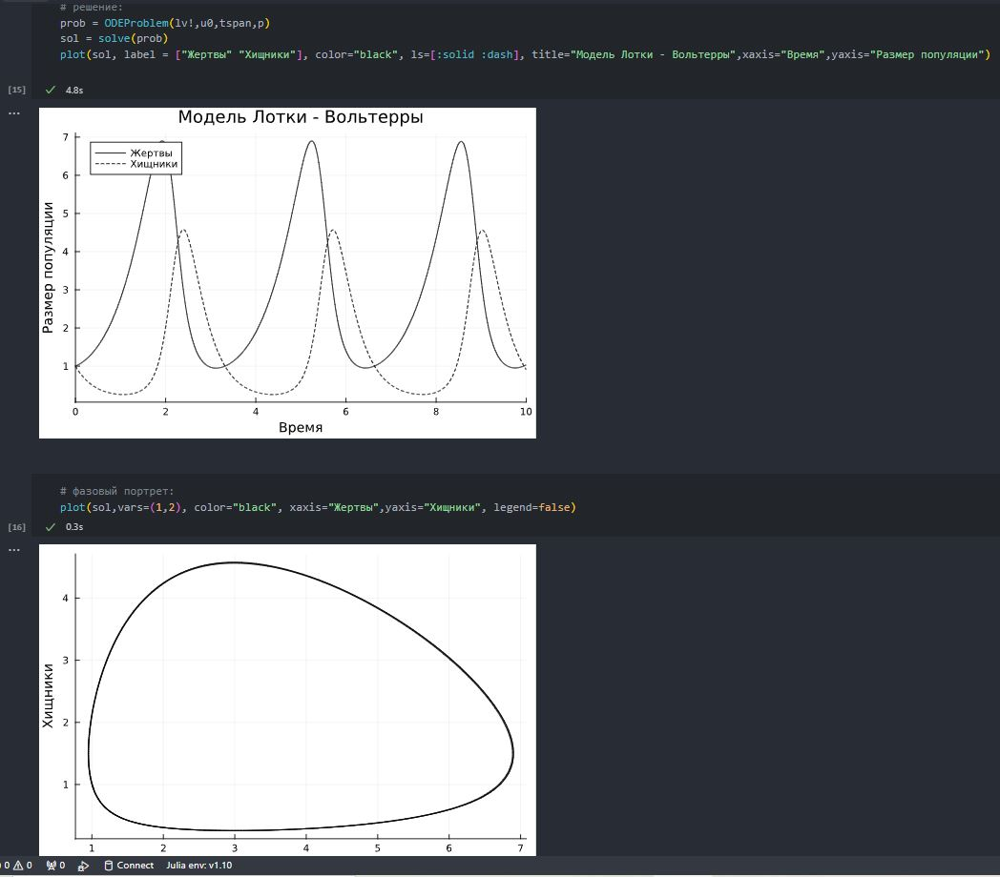 # решение:
prob = ODEProblem(lv!,u0,tspan,p)
sol = solve(prob)
plot(sol, label = ["Жертвы" "Хищники"], color="black", ls=[:solid :dash], title="Модель Лотки - Вольтерры",xaxis="Время",yaxis="Размер популяции")
[15] 4.8s
...
Модель Лотки - Вольтерры
Жертвы
Хищники
Размер популяции
7
6
5
4
3
2
1
0 2 4 6 8 10
Время
# фазовый портрет:
plot(sol,vars=(1,2), color="black", xaxis="Жертвы",yaxis="Хищники", legend=false)
[16] 0.3s
...
Хищники
4
3
2
1
1 2 3 4 5 6 7
0 0 0 Connect Julia env: v1.10